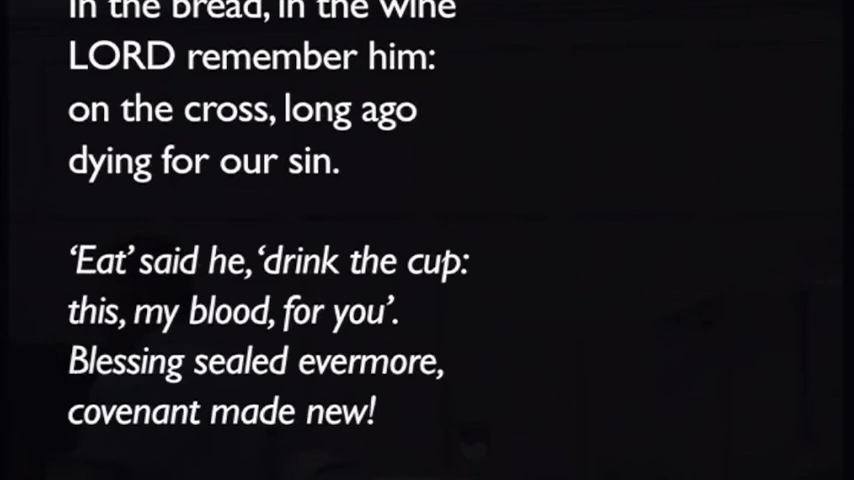 In the bread, in the wine
LORD remember him:
on the cross, long ago
dying for our sin.
‘Eat’ said he, ‘drink the cup:
this, my blood, for you’.
Blessing sealed evermore,
covenant made new!